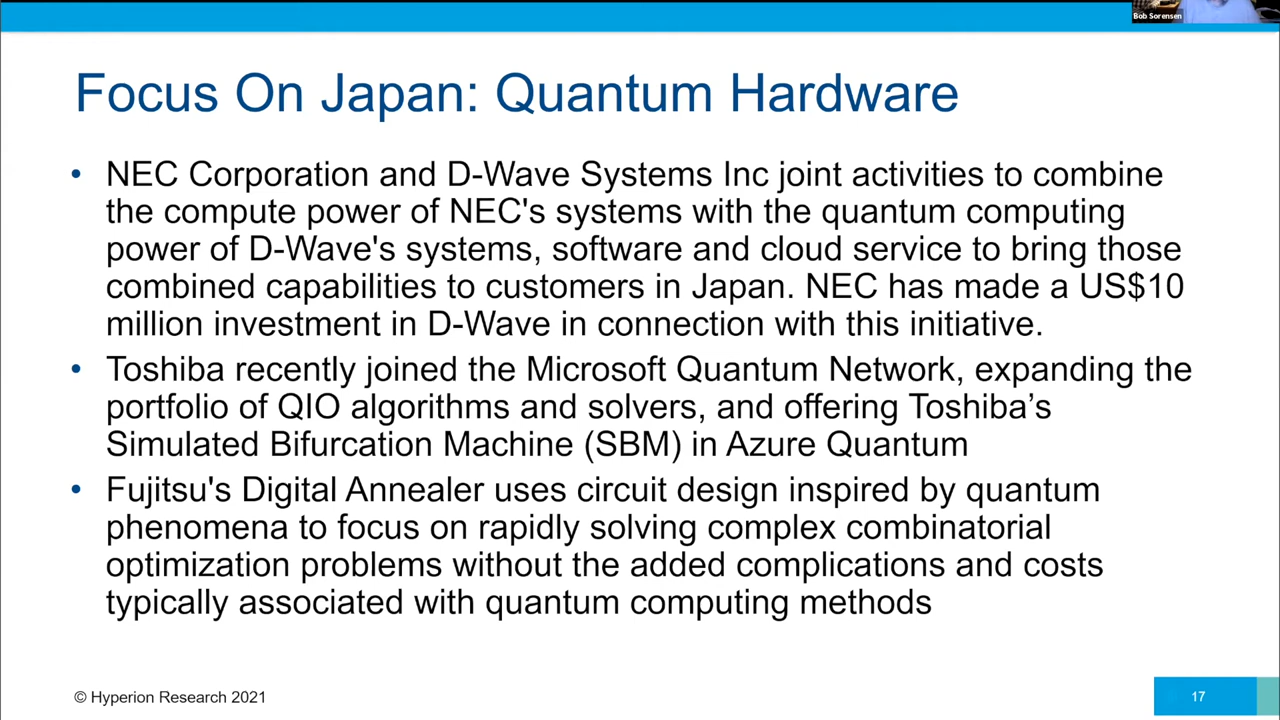 Bob Sorensen
Focus On Japan: Quantum Hardware
• NEC Corporation and D-Wave Systems Inc joint activities to combine
the compute power of NEC's systems with the quantum computing
power of D-Wave's systems, software and cloud service to bring those
combined capabilities to customers in Japan. NEC has made a US$10
million investment in D-Wave in connection with this initiative.
• Toshiba recently joined the Microsoft Quantum Network, expanding the
portfolio of QIO algorithms and solvers, and offering Toshiba’s
Simulated Bifurcation Machine (SBM) in Azure Quantum
• Fujitsu's Digital Annealer uses circuit design inspired by quantum
phenomena to focus on rapidly solving complex combinatorial
optimization problems without the added complications and costs
typically associated with quantum computing methods
© Hyperion Research 2021
17